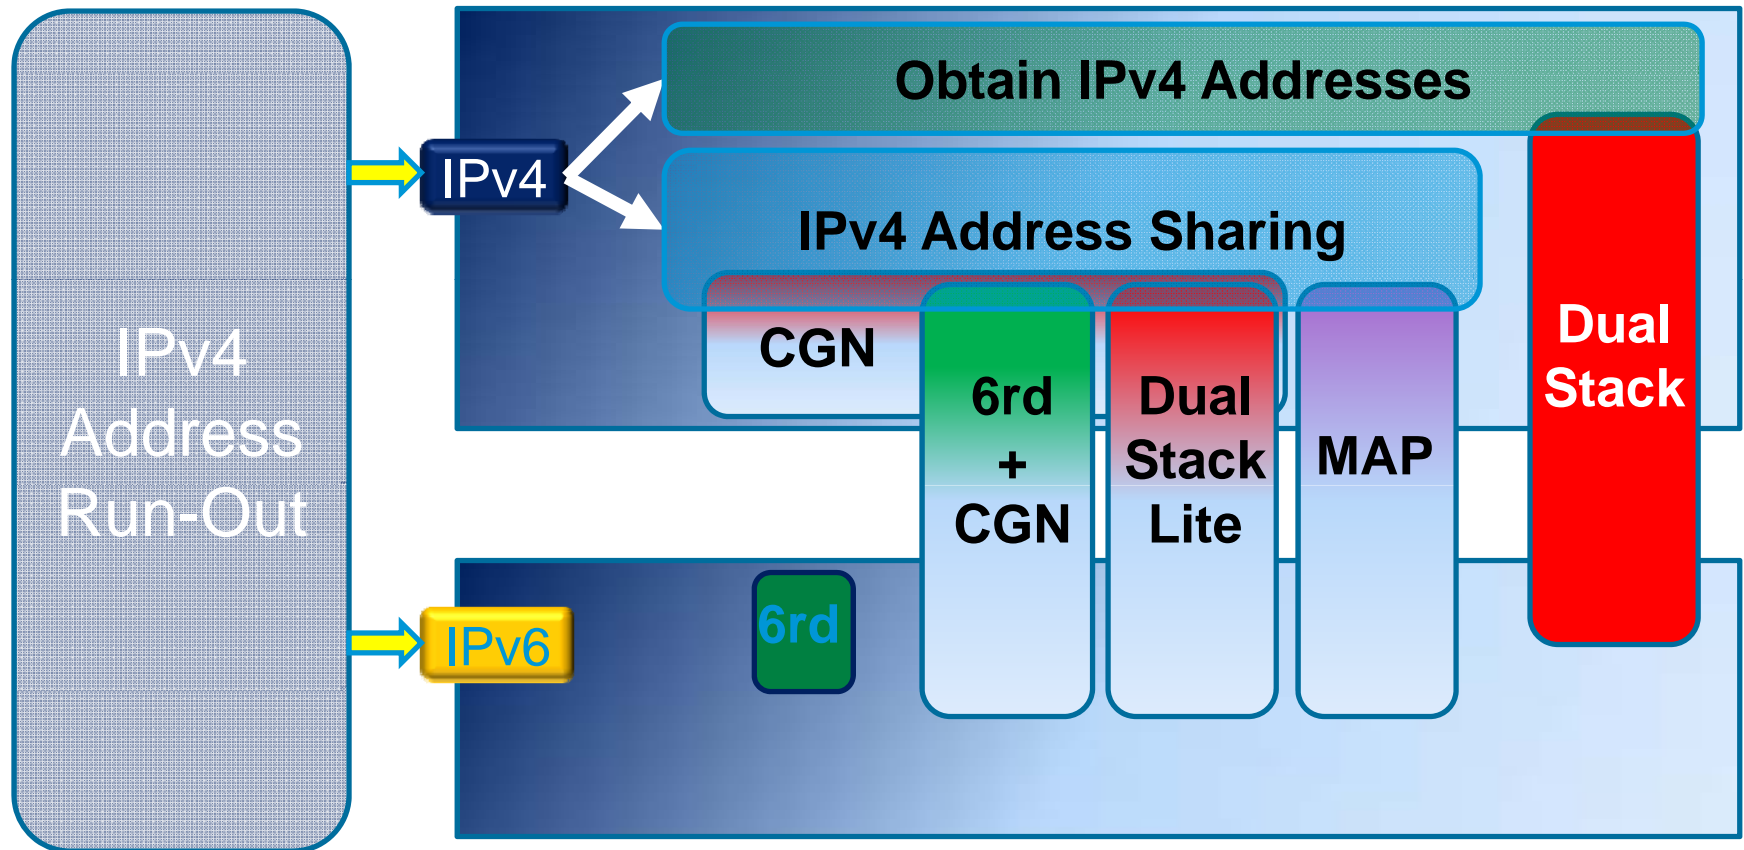 IPv4
Address
Run-Out
IPv4
Obtain IPv4 Addresses
IPv4 Address Sharing
CGN
6rd
+
CGN
Dual
Stack
Lite
MAP
Dual
Stack
IPv6
6rd